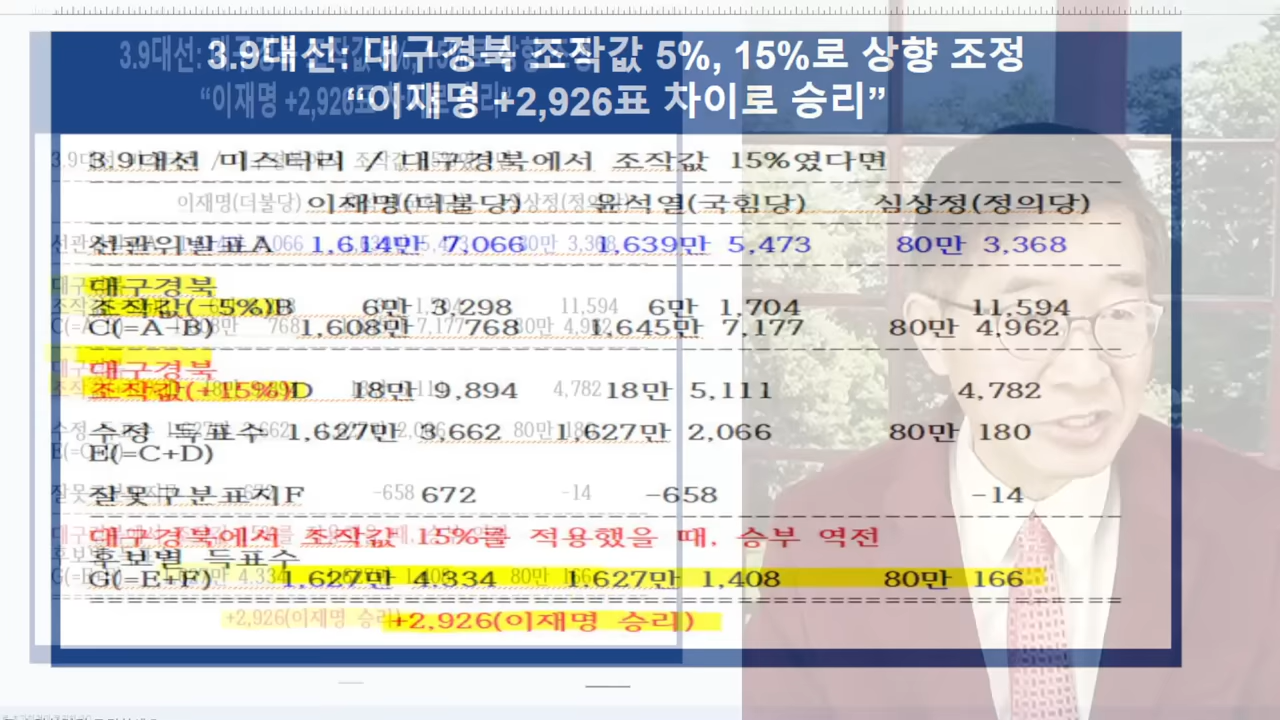 3.9대선: 대구경북 조작값 5%, 15%로 상향 조정
“이재명 +2,926표 차이로 승리”
3.9대선 미스터리 / 대구경북에서 조작값 15%였다면
이재명(더불당) 윤석열(국힘당) 심상정(정의당)
선관위발표A 1,614만 7,066 1,639만 5,473 80만 3,368
대구경북
조작값(-5%)B 6만 3,298 6만 1,704 11,594
C(=A-B) 1,608만 768 1,645만 7,177 80만 4,962
대구경북
조작값(+15%)D 18만 9,894 18만 5,111 4,782
수정 득표수 1,627만 3,662 1,627만 2,066 80만 180
E(=C+D)
잘못구분표지F 672 -658 -14
대구경북에서 조작값 15%를 적용했을 때, 승부 역전
후보별 득표수
G(=E+F) 1,627만 4,334 1,627만 1,408 80만 166
+2,926(이재명 승리)